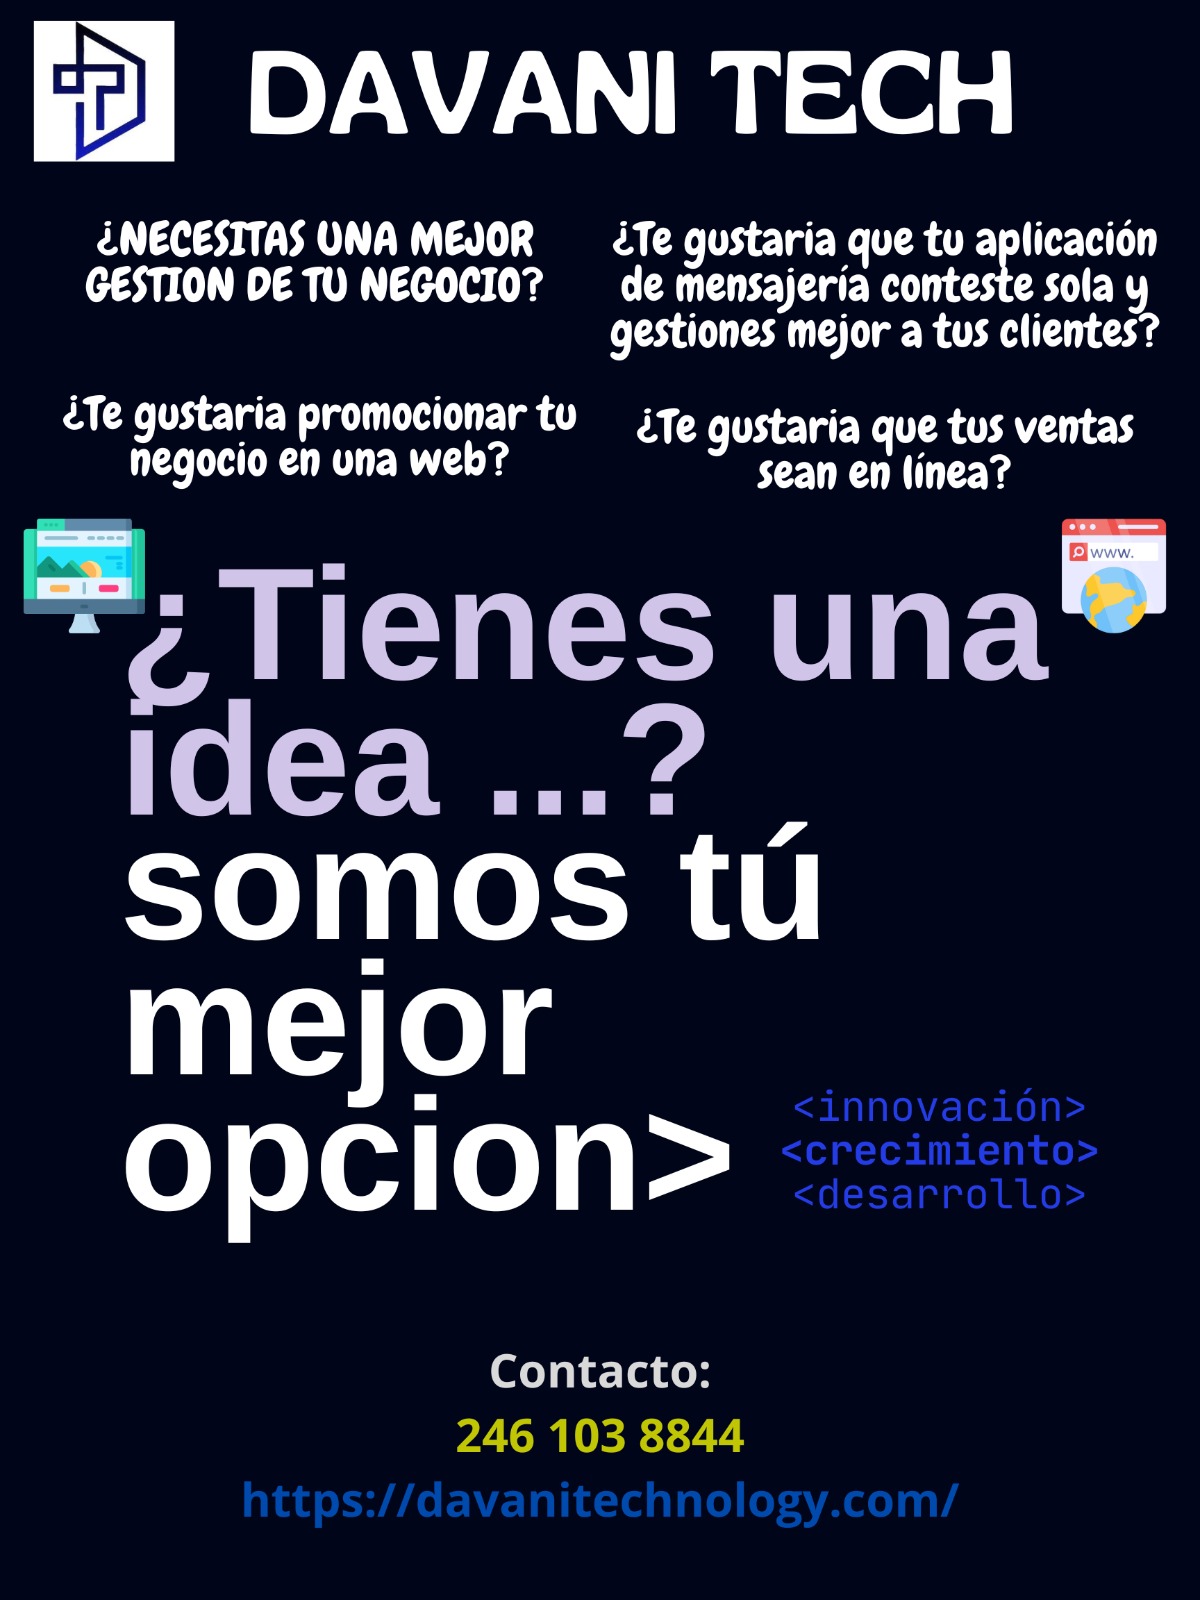 DAVANI TECH
¿NECESITAS UNA MEJOR
GESTION DE TU NEGOCIO?
¿Te gustaria que tu aplicación
de mensajería conteste sola y
gestiones mejor a tus clientes?
¿Te gustaria promocionar tu
negocio en una web?
¿Te gustaria que tus ventas
sean en línea?
www.
¿Tienes una
idea ...?
somos tú
mejor
opcion>
<innovación>
<crecimiento>
<desarrollo>
Contacto:
246 103 8844
https://davanitechnology.com/